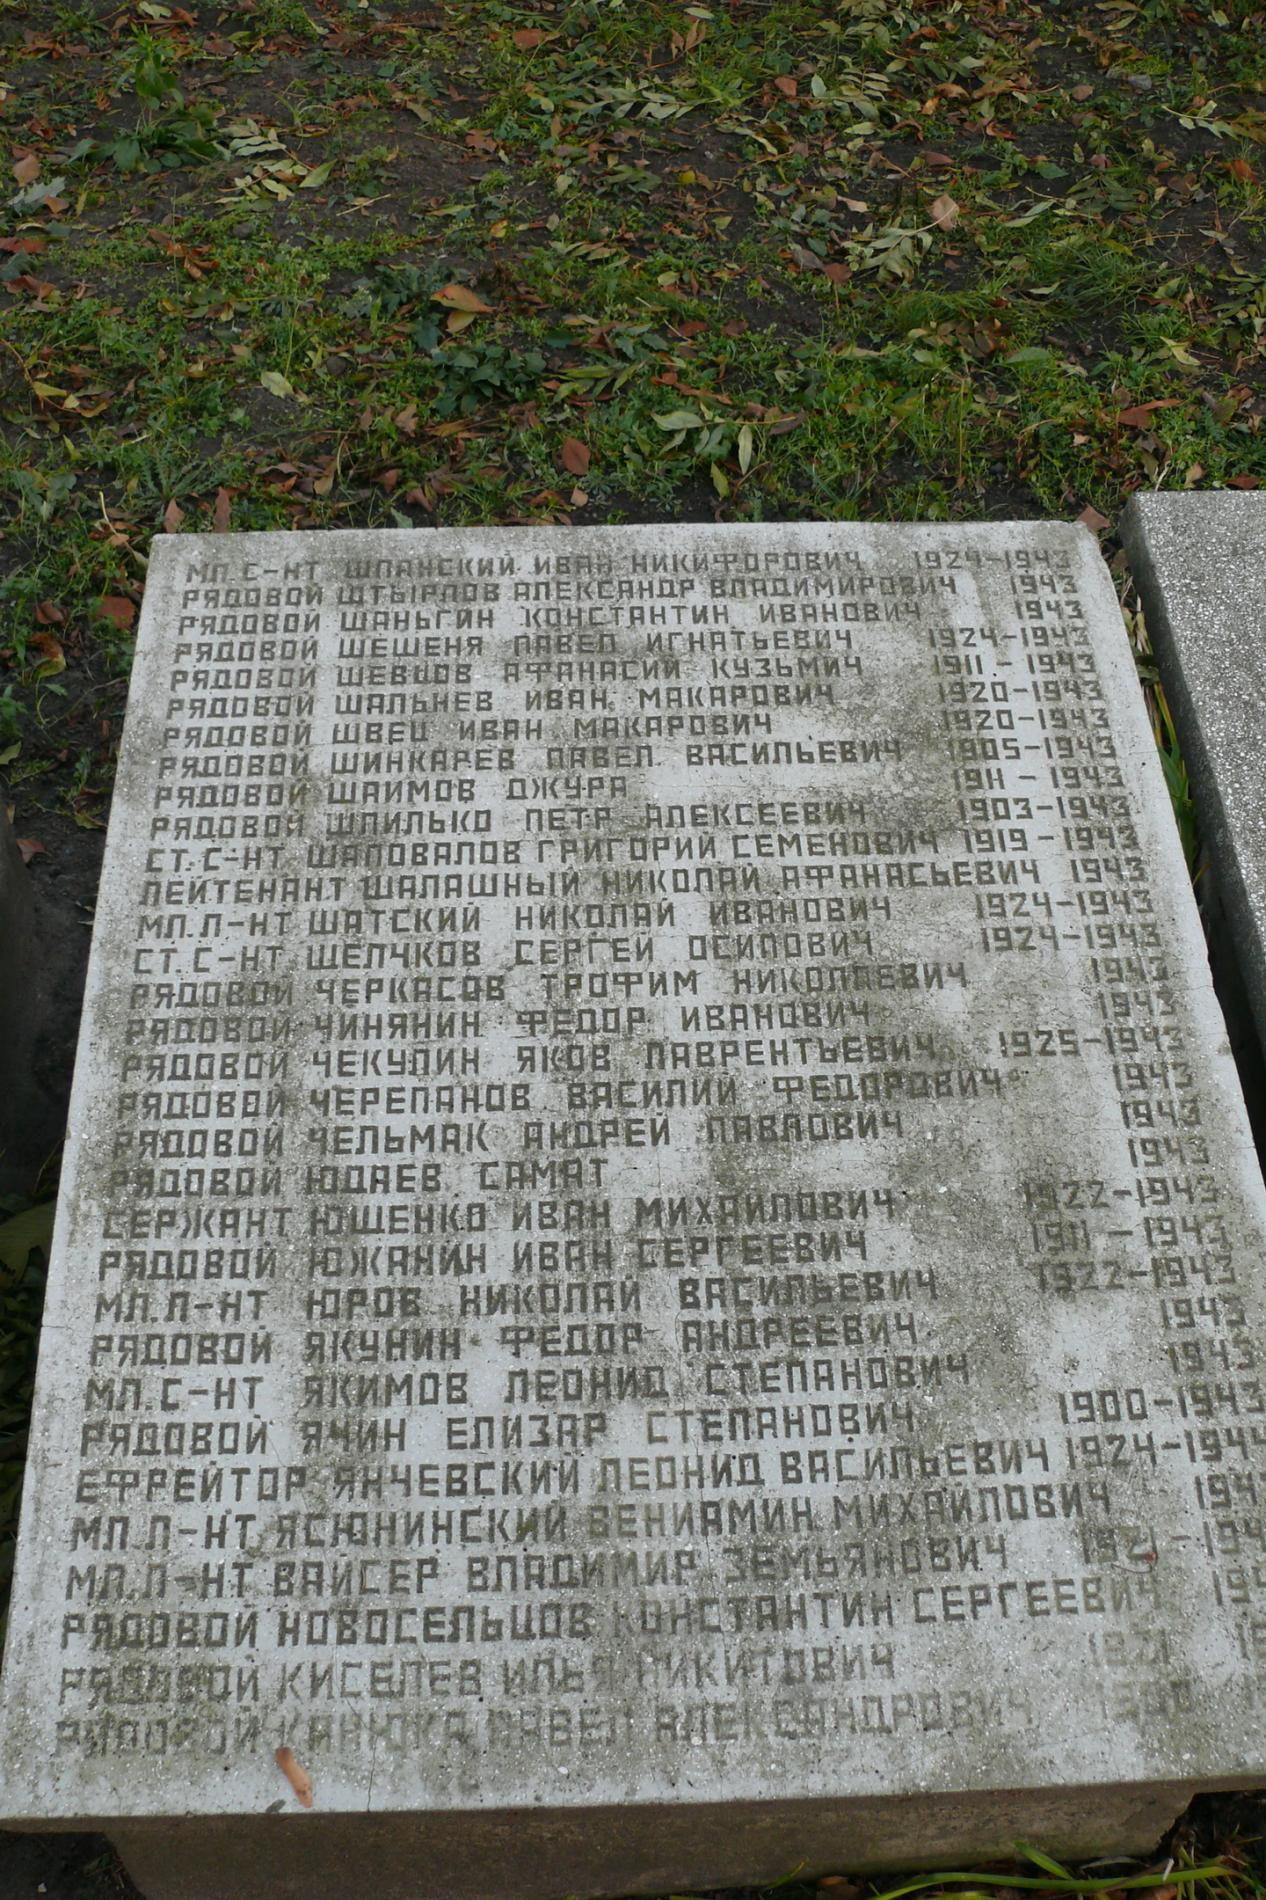 МЛ. С-НТ ШПАНСКИЙ ИВАН НИКИФОРОВИЧ 1924-1943
РЯДОВОЙ ШТЫРЛОВ АЛЕКСАНДР ВЛАДИМИРОВИЧ 1943
РЯДОВОЙ ШАНЬГИН КОНСТАНТИН ИВАНОВИЧ 1943
РЯДОВОЙ ШЕШЕНЯ ПАВЕЛ ИГНАТЬЕВИЧ 1924-1943
РЯДОВОЙ ШЕВЦОВ АФАНАСИЙ КУЗЬМИЧ 1911-1943
РЯДОВОЙ ШАЛЬНЕВ ИВАН МАКАРОВИЧ 1920-1943
РЯДОВОЙ ШВЕЦ ИВАН МАКАРОВИЧ 1920-1943
РЯДОВОЙ ШИНКАРЕВ ПАВЕЛ ВАСИЛЬЕВИЧ 1905-1943
РЯДОВОЙ ШАИМОВ ДЖУРА 1911-1943
РЯДОВОЙ ШПИЛЬКО ПЕТР АЛЕКСЕЕВИЧ 1903-1943
СТ. С-НТ ШАПОВАЛОВ ГРИГОРИЙ СЕМЕНОВИЧ 1919-1943
ЛЕЙТЕНАНТ ШАЛАШНЫЙ НИКОЛАЙ АФАНАСЬЕВИЧ 1943
МЛ. Л-НТ ШАТСКИЙ НИКОЛАЙ ИВАНОВИЧ 1924-1943
СТ. С-НТ ЩЕЛЧКОВ СЕРГЕЙ ОСИПОВИЧ 1924-1943
РЯДОВОЙ ЧЕРКАСОВ ТРОФИМ НИКОЛАЕВИЧ 1943
РЯДОВОЙ ЧИНЯНИН ФЕДОР ИВАНОВИЧ 1943
РЯДОВОЙ ЧЕКУЛИН ЯКОВ ЛАВРЕНТЬЕВИЧ 1925-1943
РЯДОВОЙ ЧЕРЕПАНОВ ВАСИЛИЙ ФЕДОРОВИЧ 1943
РЯДОВОЙ ЧЕЛЬМАК АНДРЕЙ ПАВЛОВИЧ 1943
РЯДОВОЙ ЮДАЕВ САМАТ 1943
СЕРЖАНТ ЮЩЕНКО ИВАН МИХАЙЛОВИЧ 1922-1943
РЯДОВОЙ ЮЖАНИН ИВАН СЕРГЕЕВИЧ 1911-1943
МЛ. Л-НТ ЮРОВ НИКОЛАЙ ВАСИЛЬЕВИЧ 1922-1943
РЯДОВОЙ ЯКУНИН ФЕДОР АНДРЕЕВИЧ 1943
МЛ. С-НТ ЯКИМОВ ЛЕОНИД СТЕПАНОВИЧ 1943
РЯДОВОЙ ЯЧИН ЕЛИЗАР СТЕПАНОВИЧ 1900-1943
ЕФРЕЙТОР ЯНЧЕВСКИЙ ЛЕОНИД ВАСИЛЬЕВИЧ 1924-1944
МЛ. Л-НТ ЯСЮНИНСКИЙ ВЕНИАМИН МИХАЙЛОВИЧ
МЛ. Л-НТ ВАЙСЕР ВЛАДИМИР ЗЕМЬЯНОВИЧ 1921-
РЯДОВОЙ НОВОСЕЛЬЦОВ КОНСТАНТИН СЕРГЕЕВИЧ
РЯДОВОЙ КИСЕЛЕВ ИЛЬЯ НИКИТОВИЧ
РЯДОВОЙ КАНЮКА ПАВЕЛ АЛЕКСАНДРОВИЧ